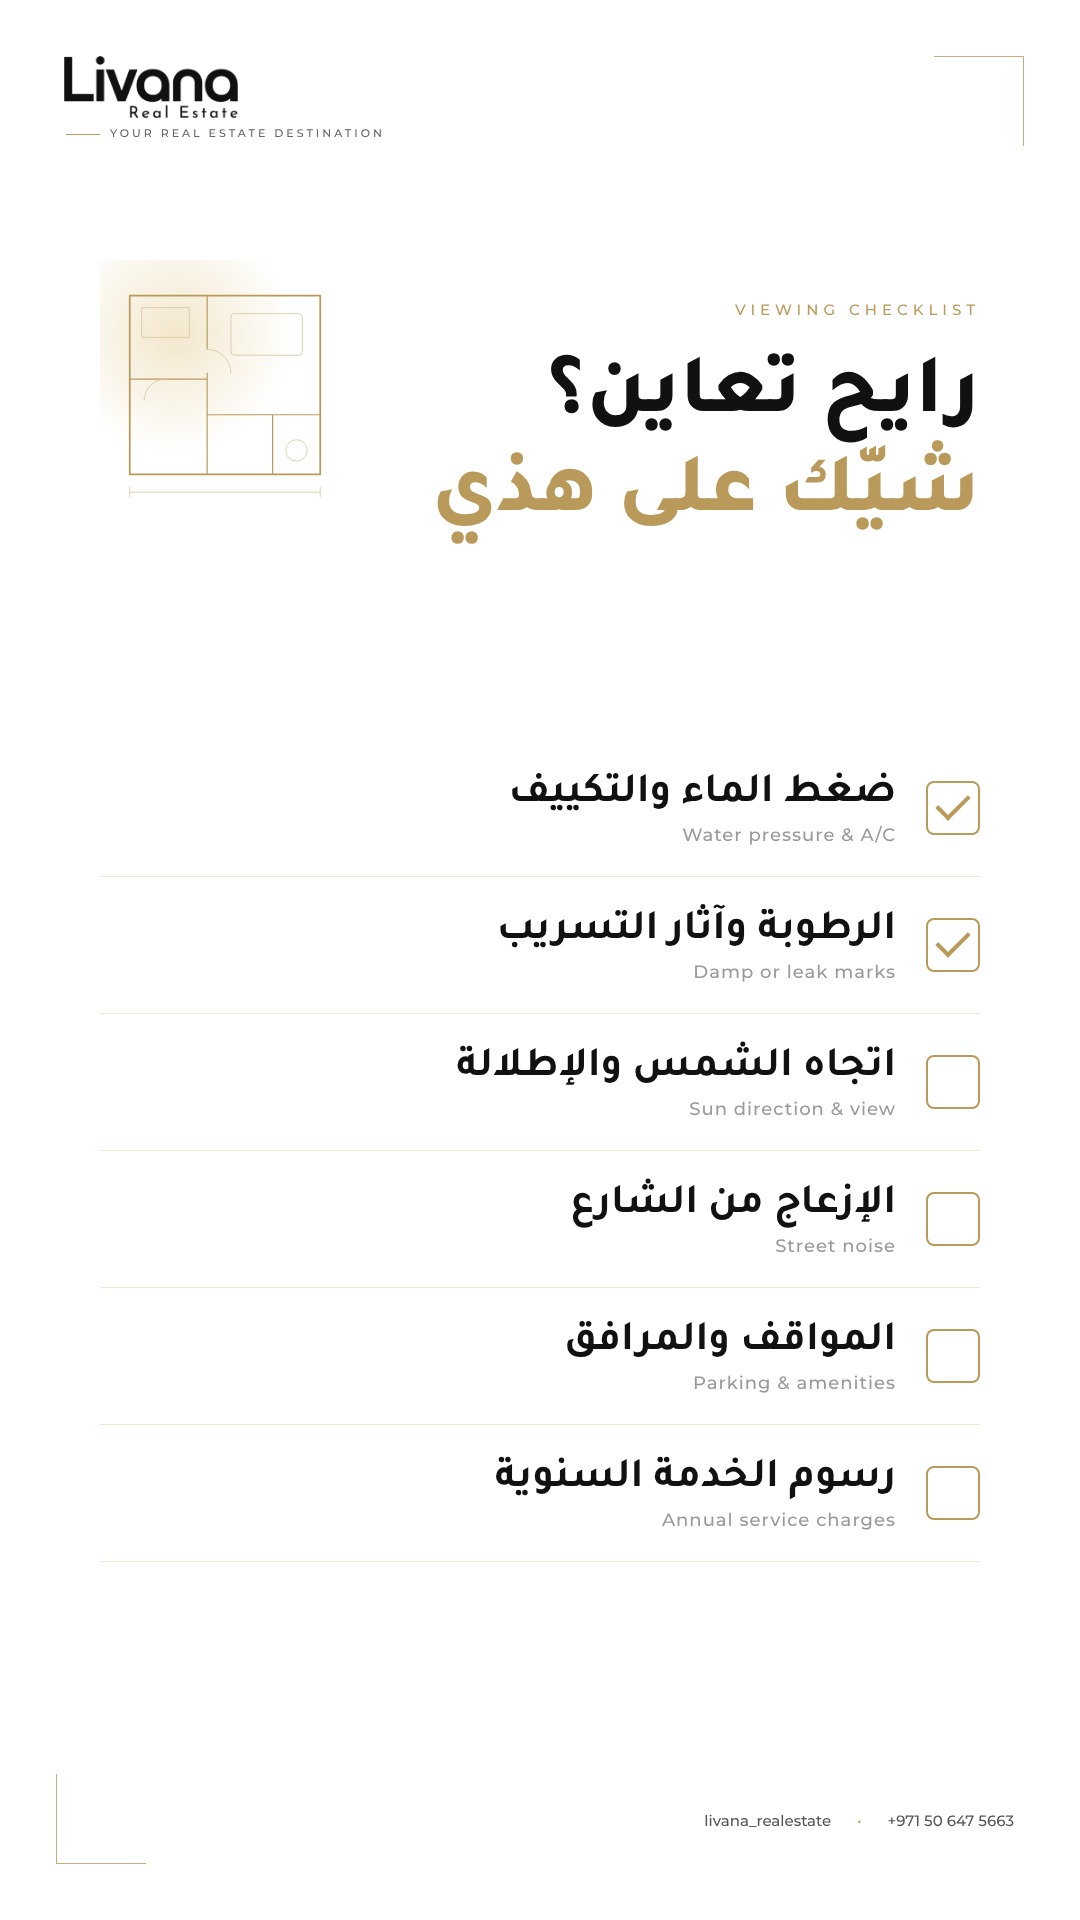 Livana
Real Estate
YOUR REAL ESTATE DESTINATION
VIEWING CHECKLIST
رايح تعاين؟
شيّك على هذي
ضغط الماء والتكييف
Water pressure & A/C
الرطوبة وآثار التسريب
Damp or leak marks
اتجاه الشمس والإطلالة
Sun direction & view
الإزعاج من الشارع
Street noise
المواقف والمرافق
Parking & amenities
رسوم الخدمة السنوية
Annual service charges
livana_realestate • +971 50 647 5663